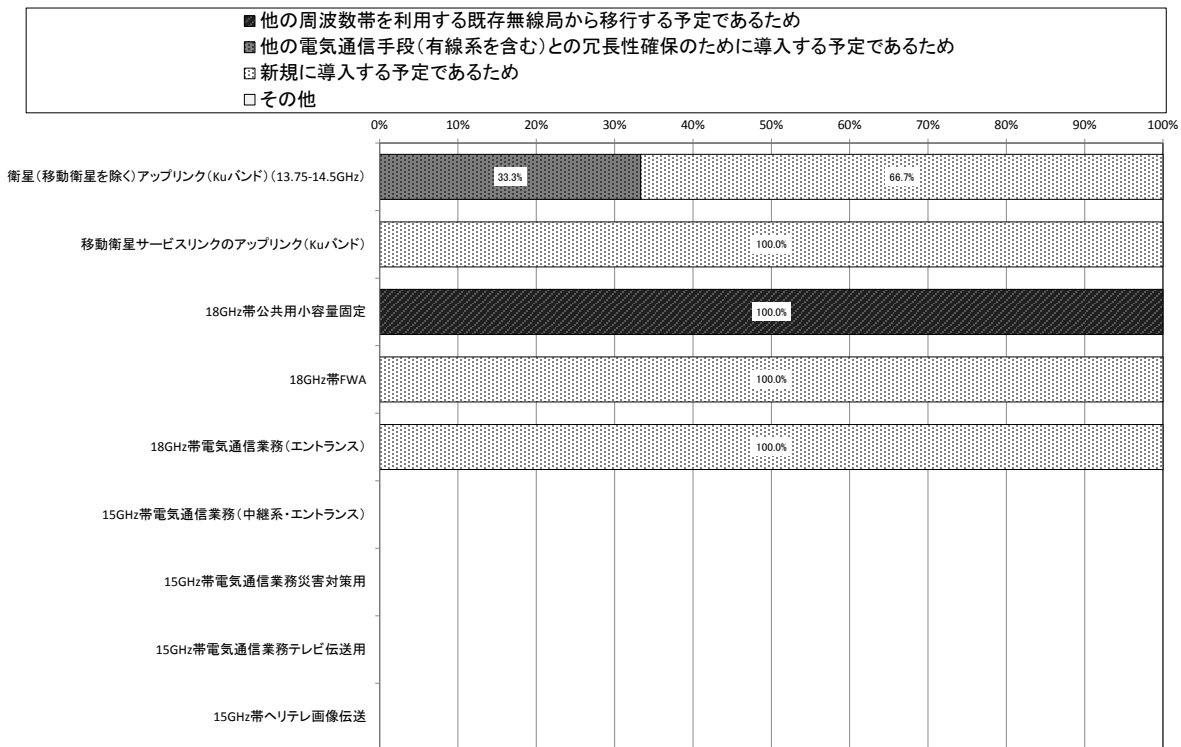 他の周波数帯を利用する既存無線局から移行する予定であるため
他の電気通信手段(有線系を含む)との冗長性確保のために導入する予定であるため
新規に導入する予定であるため
その他
0% 10% 20% 30% 40% 50% 60% 70% 80% 90% 100%
衛星(移動衛星を除く)アップリンク(Kuバンド)(13.75-14.5GHz) 33.3% 66.7%
移動衛星サービスリンクのアップリンク(Kuバンド) 100.0%
18GHz帯公共用小容量固定 100.0%
18GHz帯FWA 100.0%
18GHz帯電気通信業務(エントランス) 100.0%
15GHz帯電気通信業務(中継系・エントランス)
15GHz帯電気通信業務災害対策用
15GHz帯電気通信業務テレビ伝送用
15GHz帯ヘリテレ画像伝送